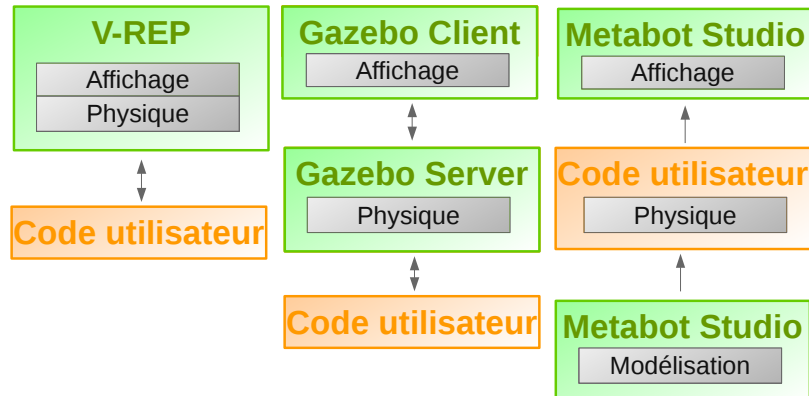 V-REP
Affichage
Physique
Code utilisateur
Gazebo Client
Affichage
Gazebo Server
Physique
Code utilisateur
Metabot Studio
Affichage
Code utilisateur
Physique
Metabot Studio
Modélisation